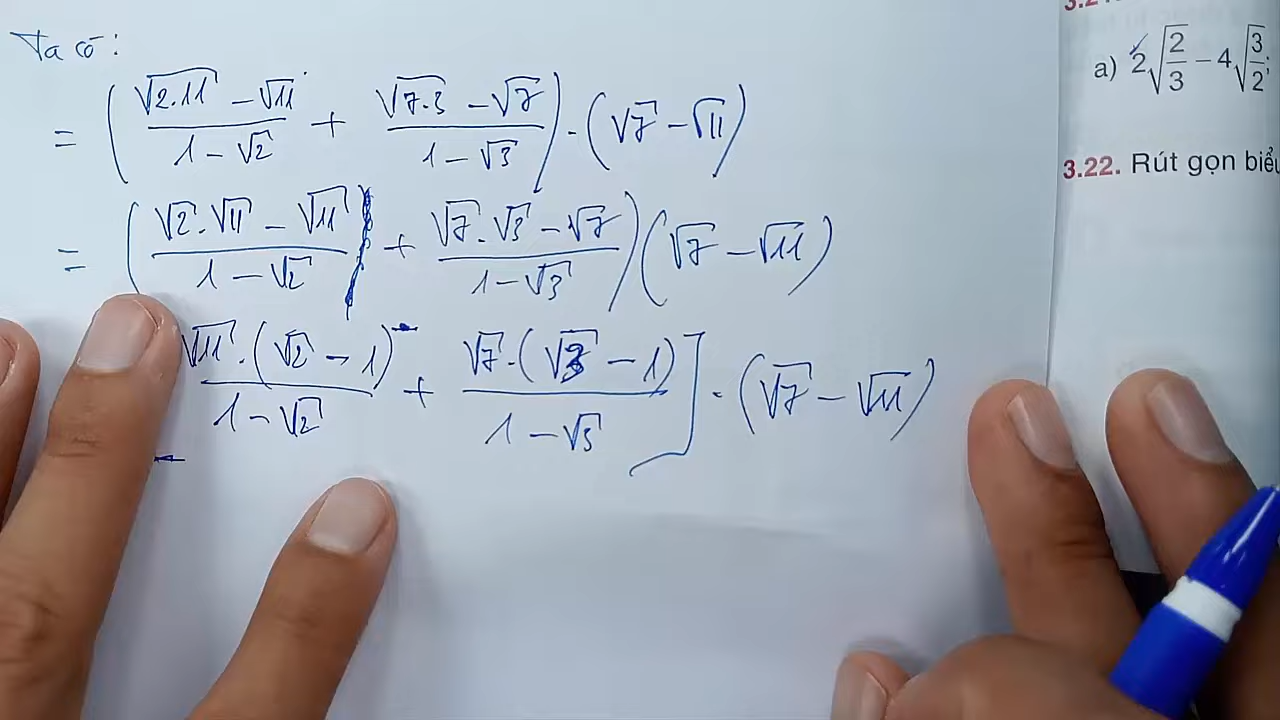 Ta có:
= ( (√2.11 − √11)/(1 − √2) + (√7.3 − √7)/(1 − √3) ) . (√7 − √11)
= ( (√2.√11 − √11)/(1 − √2) + (√7.√3 − √7)/(1 − √3) ) (√7 − √11)
(√11.(√2 − 1))/(1 − √2) + (√7.(√3 − 1))/(1 − √3) ] . (√7 − √11)
a) 2√(2/3) − 4√(3/2);
3.22. Rút gọn biểu